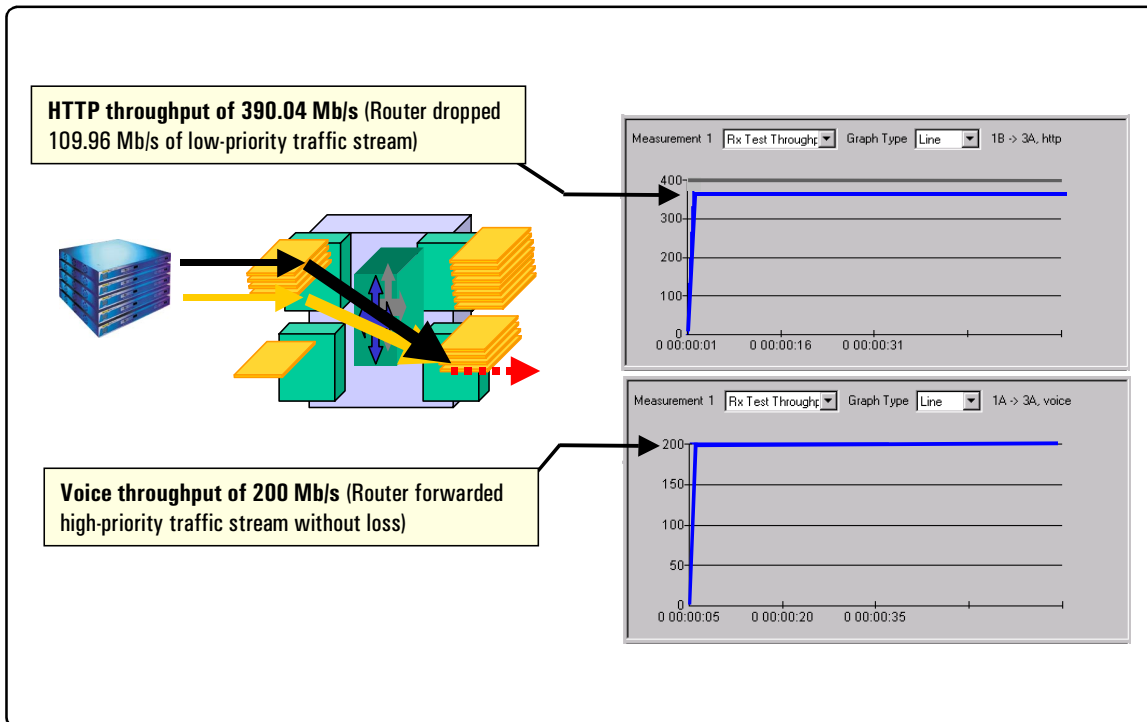 HTTP throughput of 390.04 Mb/s (Router dropped
109.96 Mb/s of low-priority traffic stream)
Measurement 1 Rx Test Throughp Graph Type Line 1B -> 3A, http
400
300
200
100
0
0 00:00:01 0 00:00:16 0 00:00:31
Measurement 1 Rx Test Throughp Graph Type Line 1A -> 3A, voice
200
150
100
50
0
0 00:00:05 0 00:00:20 0 00:00:35
Voice throughput of 200 Mb/s (Router forwarded
high-priority traffic stream without loss)